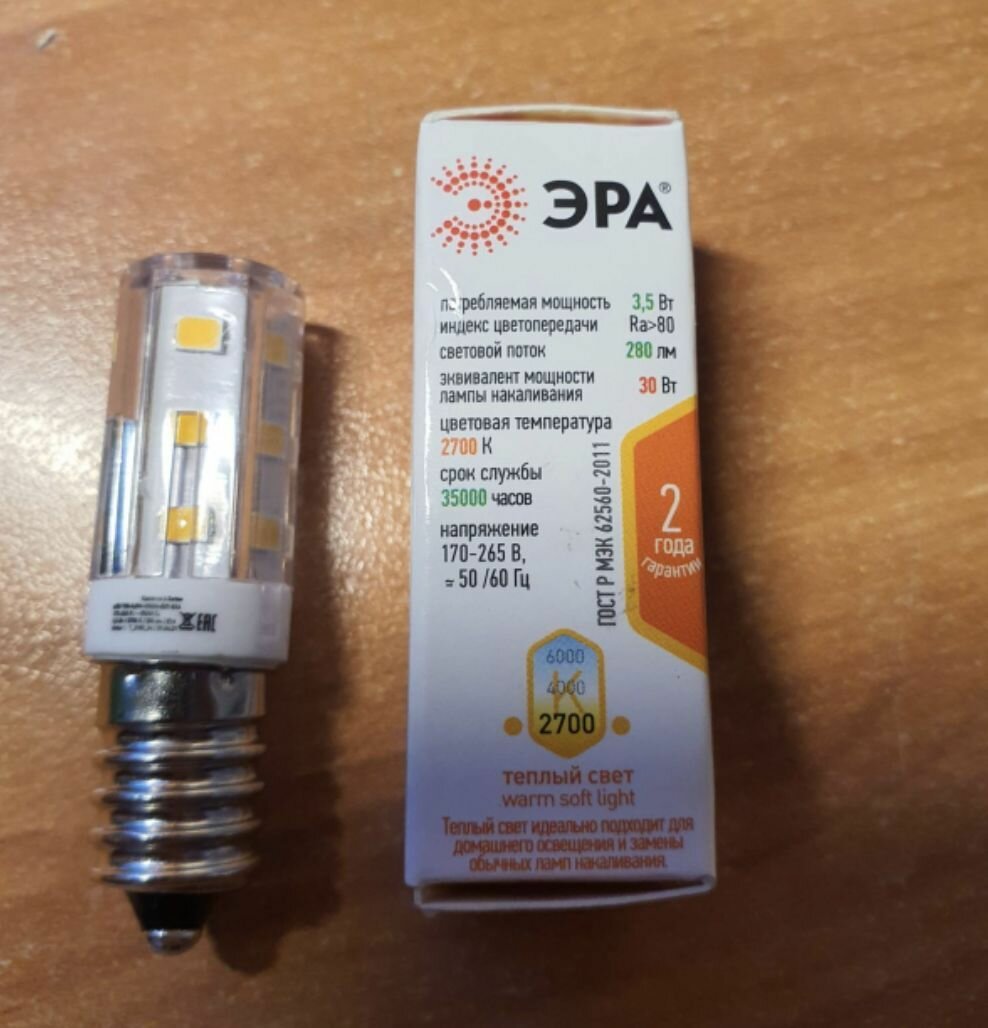 ЭРА®
потребляемая мощность 3,5 Вт
индекс цветопередачи Ra>80
световой поток 280 лм
эквивалент мощности
лампы накаливания 30 Вт
цветовая температура
2700 К
срок службы
35000 часов
напряжение
170-265 В,
≃ 50 /60 Гц
ГОСТ Р МЭК 62560-2011
2
года
гарантии
6000
4000
К
2700
теплый свет
warm soft light
Теплый свет идеально подходит для
домашнего освещения и замены
обычных ламп накаливания.
EAC